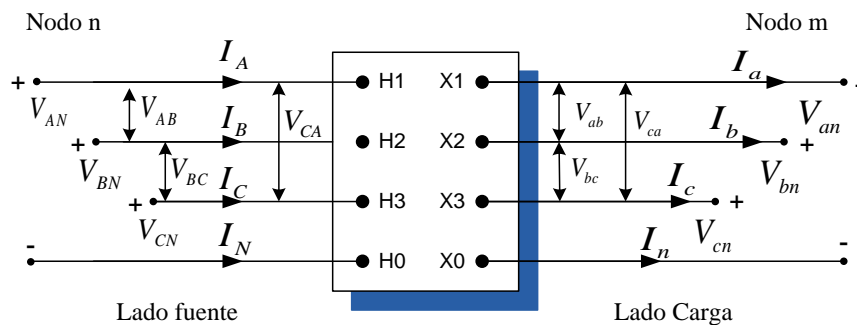 Nodo n
Nodo m
I_A
H1
X1
I_a
+
+
V_AN
V_AB
V_CA
V_ab
V_ca
V_an
I_B
H2
X2
I_b
+
+
V_BN
V_BC
V_bc
V_bn
I_C
H3
X3
I_c
+
+
V_CN
V_cn
I_N
H0
X0
I_n
-
-
Lado fuente
Lado Carga